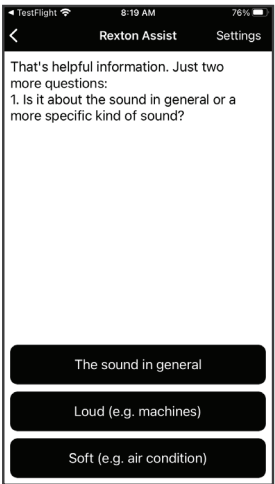 ◄ TestFlight 8:19 AM 76%
Rexton Assist Settings
That's helpful information. Just two
more questions:
1. Is it about the sound in general or a
more specific kind of sound?
The sound in general
Loud (e.g. machines)
Soft (e.g. air condition)